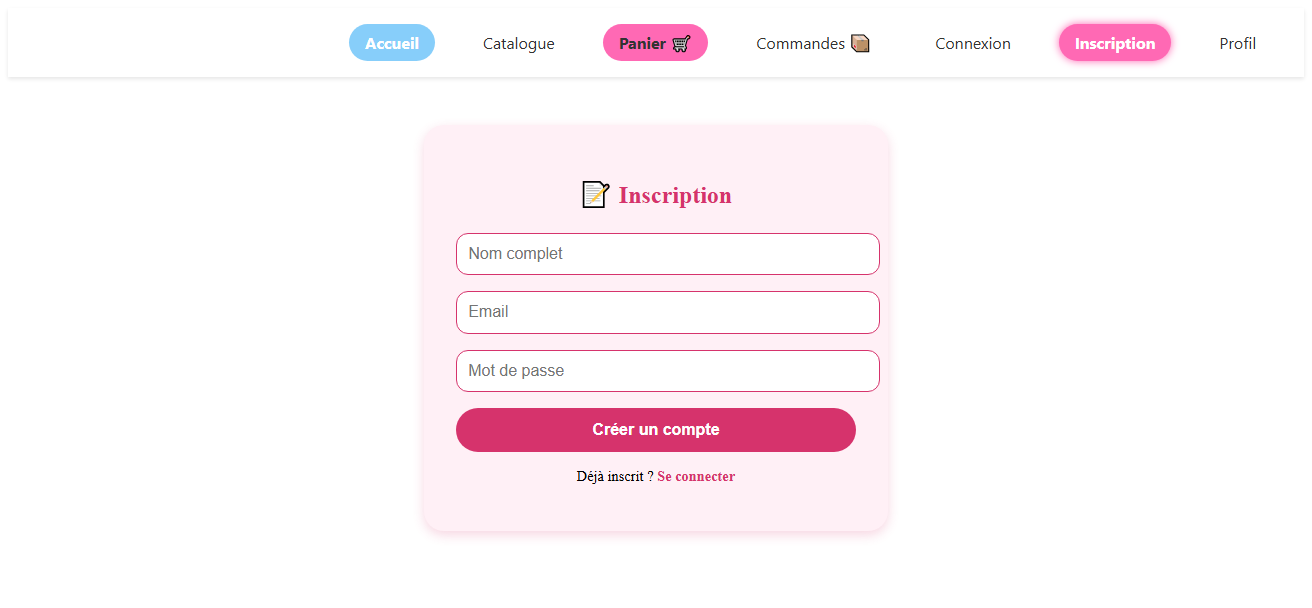 Accueil Catalogue Panier 🛒 Commandes 📦 Connexion Inscription Profil
📝 Inscription
Nom complet
Email
Mot de passe
Créer un compte
Déjà inscrit ? Se connecter